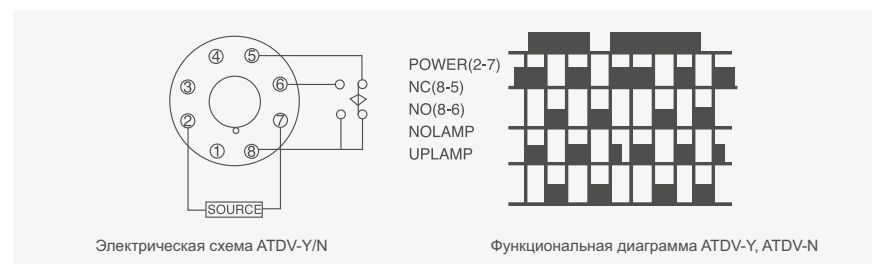 ④ ⑤
③ ⑥
② ⑦
① ⑧
SOURCE
POWER(2-7)
NC(8-5)
NO(8-6)
NOLAMP
UPLAMP
Электрическая схема ATDV-Y/N
Функциональная диаграмма ATDV-Y, ATDV-N